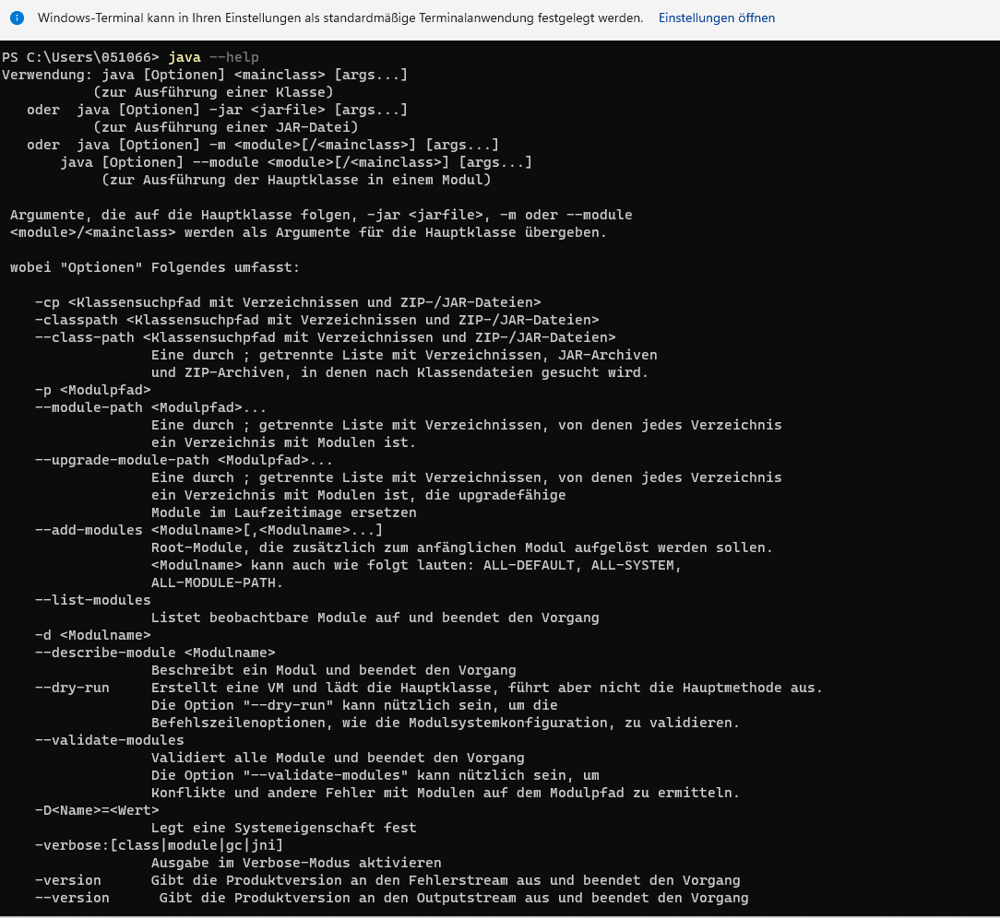 Windows-Terminal kann in Ihren Einstellungen als standardmäßige Terminalanwendung festgelegt werden. Einstellungen öffnen
PS C:\Users\051066> java --help
Verwendung: java [Optionen] <mainclass> [args...]
(zur Ausführung einer Klasse)
oder java [Optionen] -jar <jarfile> [args...]
(zur Ausführung einer JAR-Datei)
oder java [Optionen] -m <module>[/<mainclass>] [args...]
java [Optionen] --module <module>[/<mainclass>] [args...]
(zur Ausführung der Hauptklasse in einem Modul)
Argumente, die auf die Hauptklasse folgen, -jar <jarfile>, -m oder --module
<module>/<mainclass> werden als Argumente für die Hauptklasse übergeben.
wobei "Optionen" Folgendes umfasst:
-cp <Klassensuchpfad mit Verzeichnissen und ZIP-/JAR-Dateien>
-classpath <Klassensuchpfad mit Verzeichnissen und ZIP-/JAR-Dateien>
--class-path <Klassensuchpfad mit Verzeichnissen und ZIP-/JAR-Dateien>
Eine durch ; getrennte Liste mit Verzeichnissen, JAR-Archiven
und ZIP-Archiven, in denen nach Klassendateien gesucht wird.
-p <Modulpfad>
--module-path <Modulpfad>...
Eine durch ; getrennte Liste mit Verzeichnissen, von denen jedes Verzeichnis
ein Verzeichnis mit Modulen ist.
--upgrade-module-path <Modulpfad>...
Eine durch ; getrennte Liste mit Verzeichnissen, von denen jedes Verzeichnis
ein Verzeichnis mit Modulen ist, die upgradefähige
Module im Laufzeitimage ersetzen
--add-modules <Modulname>[,<Modulname>...]
Root-Module, die zusätzlich zum anfänglichen Modul aufgelöst werden sollen.
<Modulname> kann auch wie folgt lauten: ALL-DEFAULT, ALL-SYSTEM,
ALL-MODULE-PATH.
--list-modules
Listet beobachtbare Module auf und beendet den Vorgang
-d <Modulname>
--describe-module <Modulname>
Beschreibt ein Modul und beendet den Vorgang
--dry-run Erstellt eine VM und lädt die Hauptklasse, führt aber nicht die Hauptmethode aus.
Die Option "--dry-run" kann nützlich sein, um die
Befehlszeilenoptionen, wie die Modulsystemkonfiguration, zu validieren.
--validate-modules
Validiert alle Module und beendet den Vorgang
Die Option "--validate-modules" kann nützlich sein, um
Konflikte und andere Fehler mit Modulen auf dem Modulpfad zu ermitteln.
-D<Name>=<Wert>
Legt eine Systemeigenschaft fest
-verbose:[class|module|gc|jni]
Ausgabe im Verbose-Modus aktivieren
-version Gibt die Produktversion an den Fehlerstream aus und beendet den Vorgang
--version Gibt die Produktversion an den Outputstream aus und beendet den Vorgang